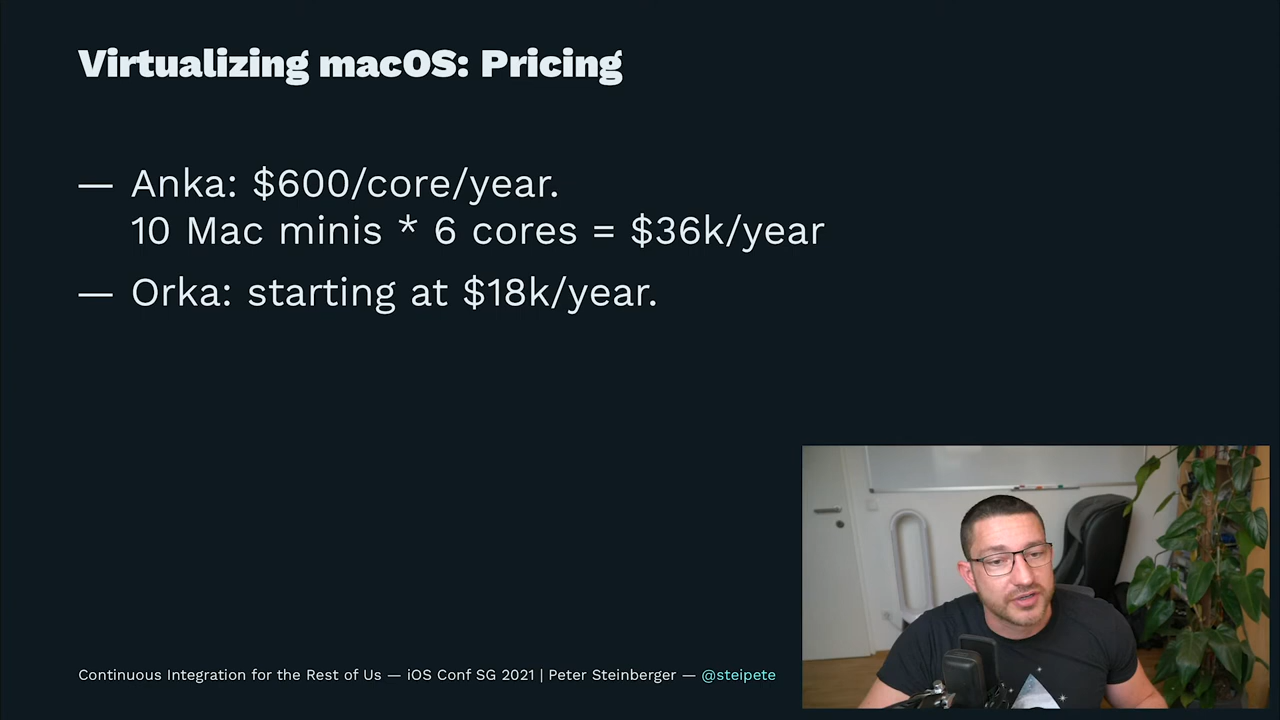 Virtualizing macOS: Pricing
— Anka: $600/core/year.
10 Mac minis * 6 cores = $36k/year
— Orka: starting at $18k/year.
Continuous Integration for the Rest of Us — iOS Conf SG 2021 | Peter Steinberger — @steipete